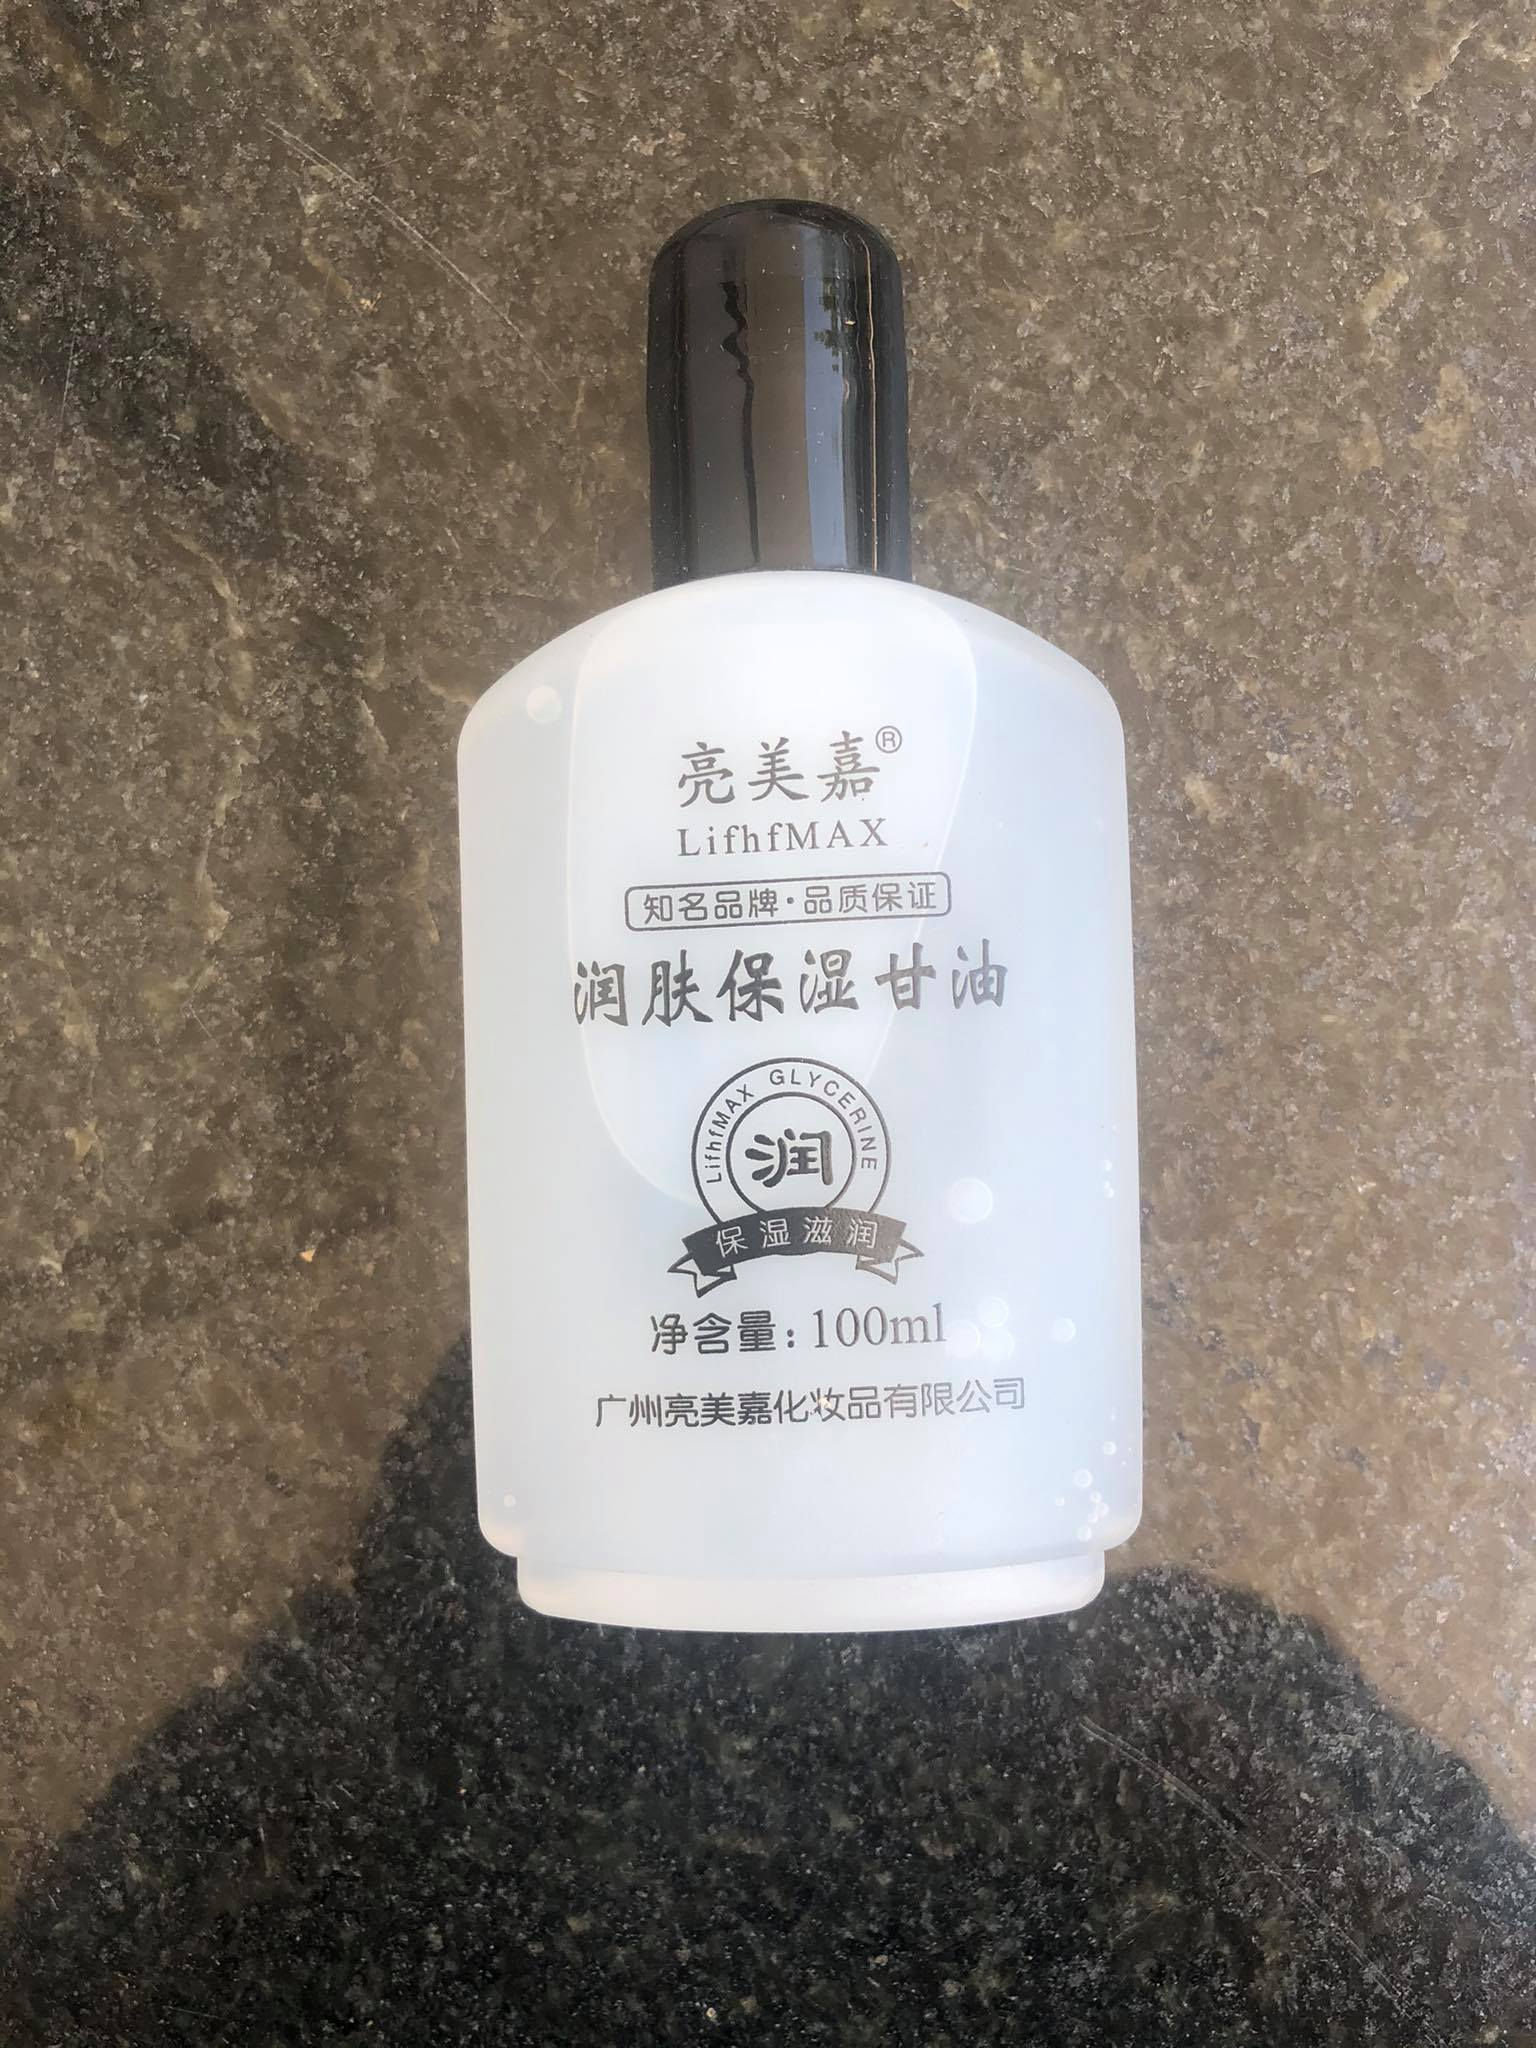 亮美嘉®
LifhfMAX
知名品牌·品质保证
润肤保湿甘油
LifhfMAX GLYCERINE
润
保湿滋润
净含量：100ml
广州亮美嘉化妆品有限公司